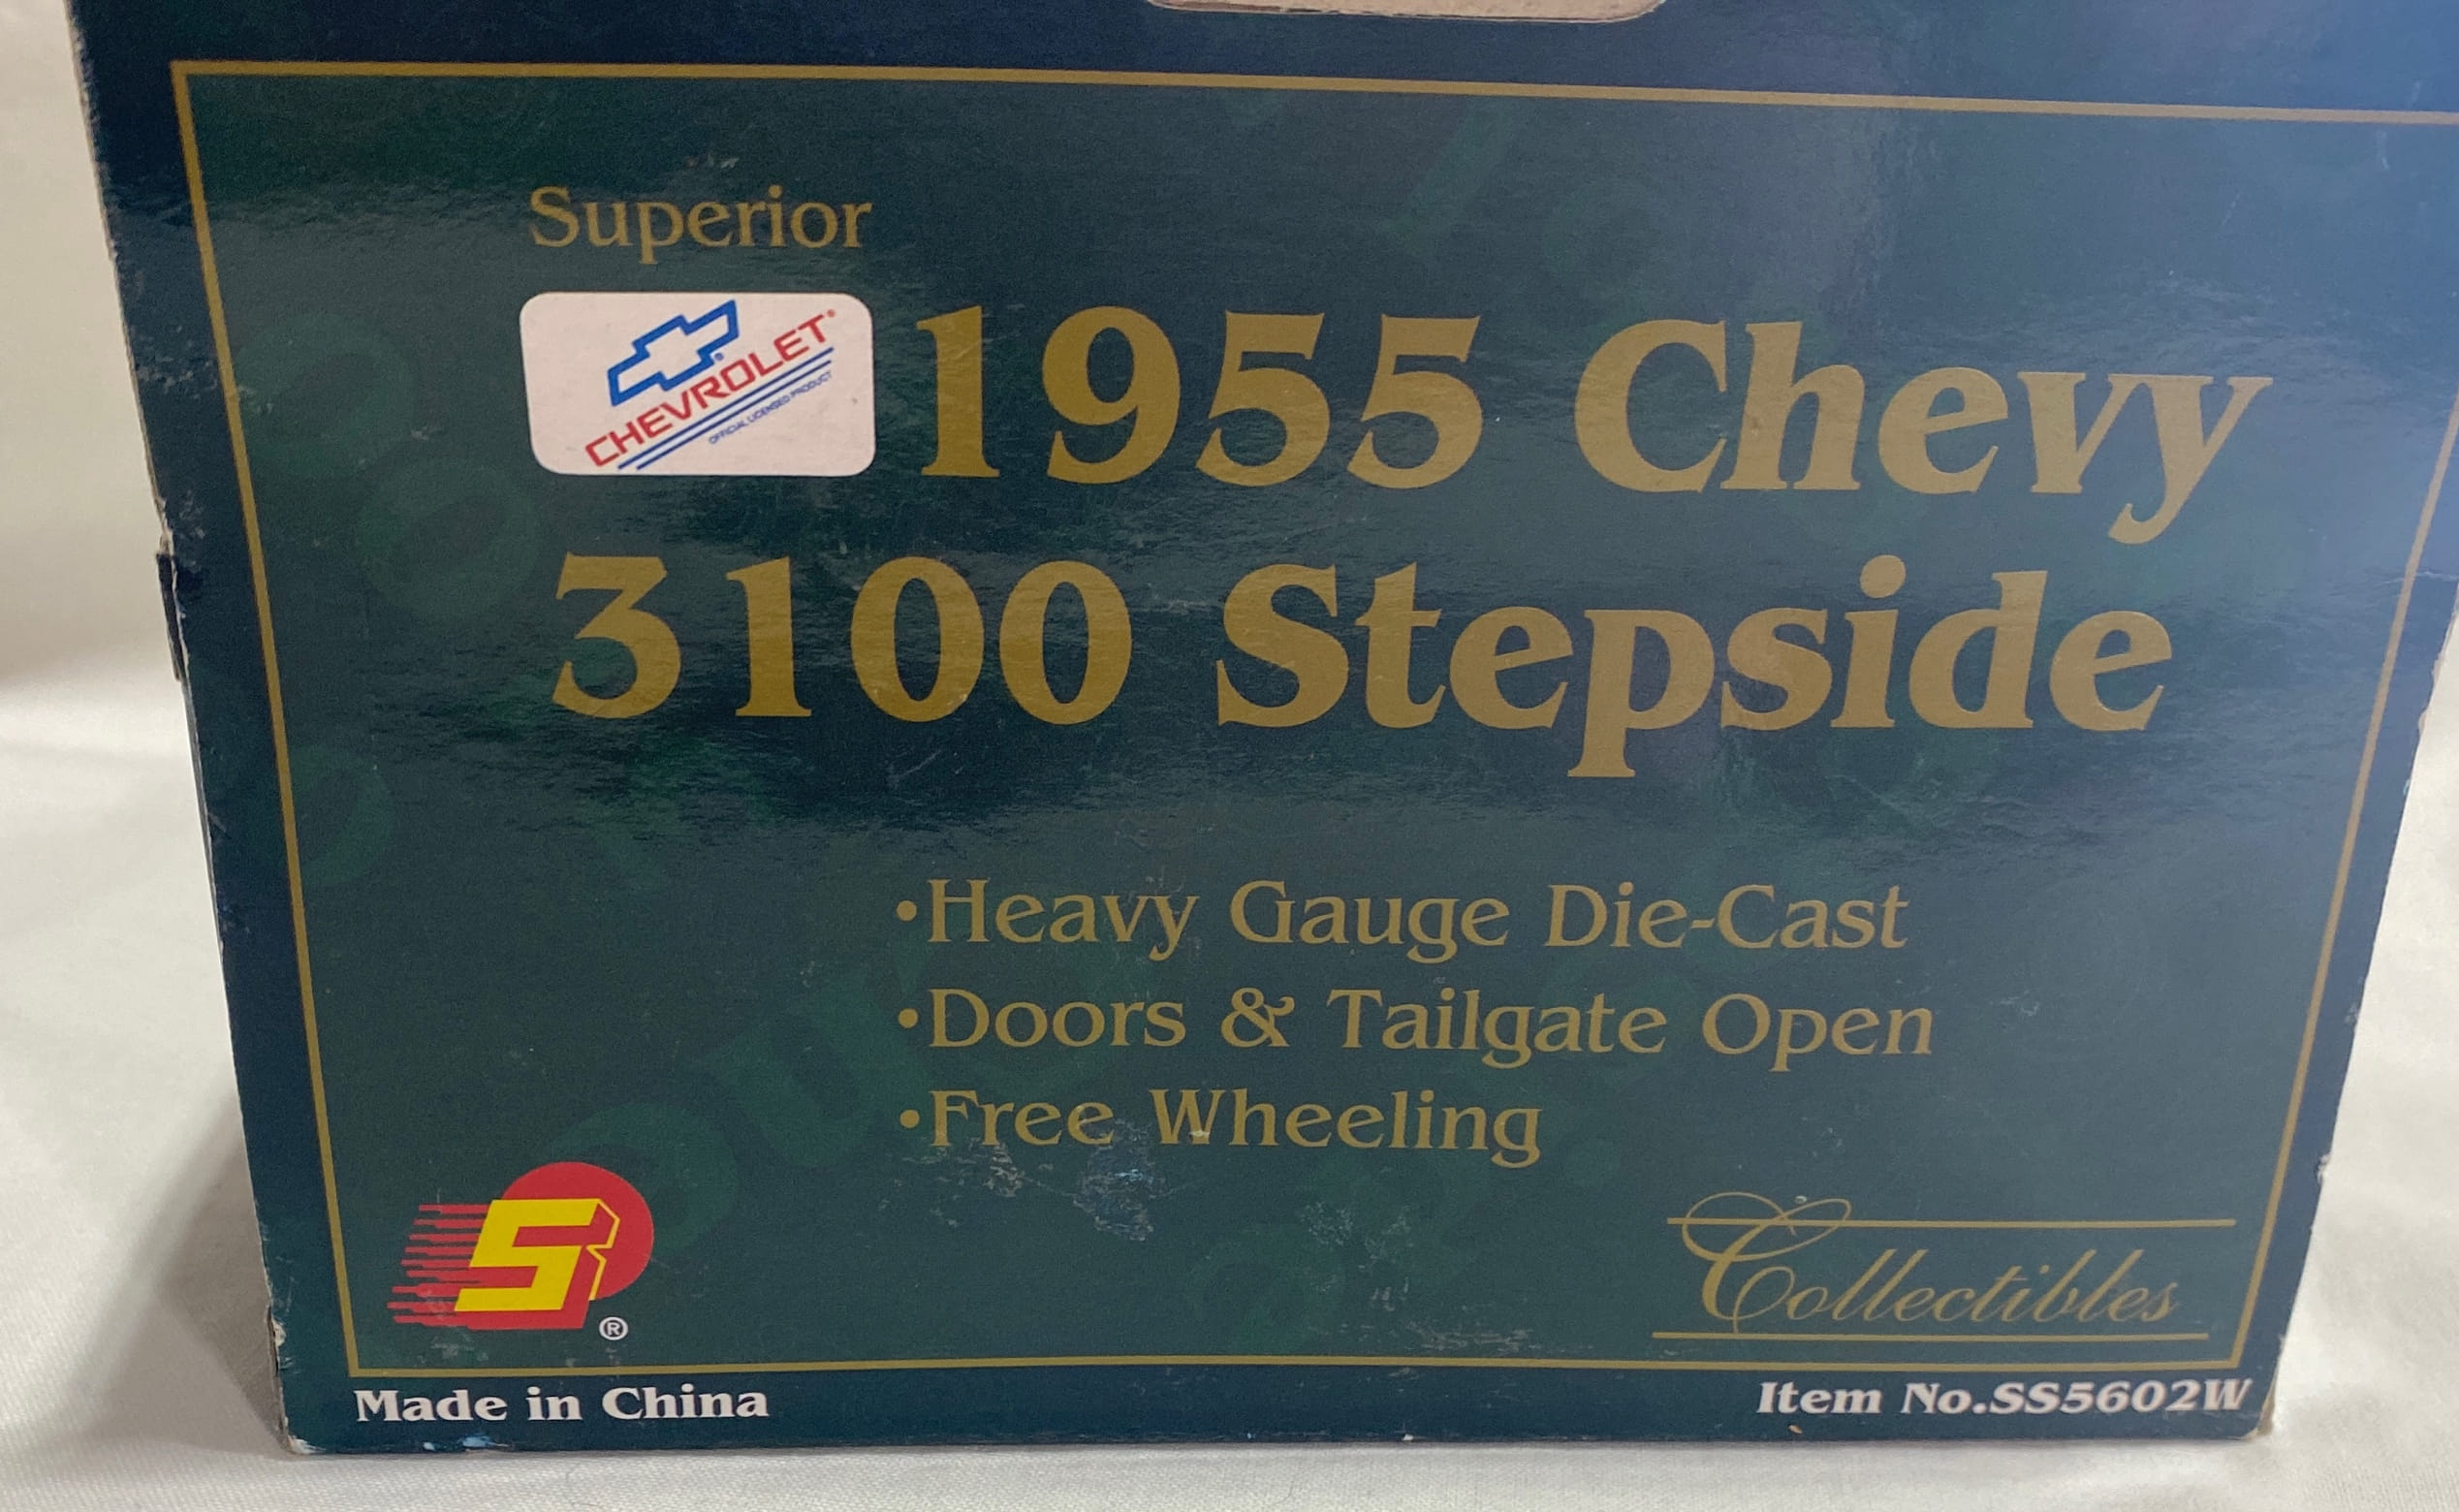 Superior
CHEVROLET®
OFFICIAL LICENSED PRODUCT
1955 Chevy
3100 Stepside
•Heavy Gauge Die-Cast
•Doors & Tailgate Open
•Free Wheeling
S
®
Collectibles
Made in China
Item No.SS5602W